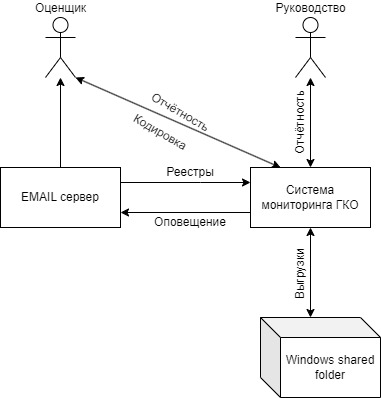 Оценщик
Руководство
Отчётность
Кодировка
Отчётность
EMAIL сервер
Реестры
Оповещение
Система
мониторинга ГКО
Выгрузки
Windows shared
folder